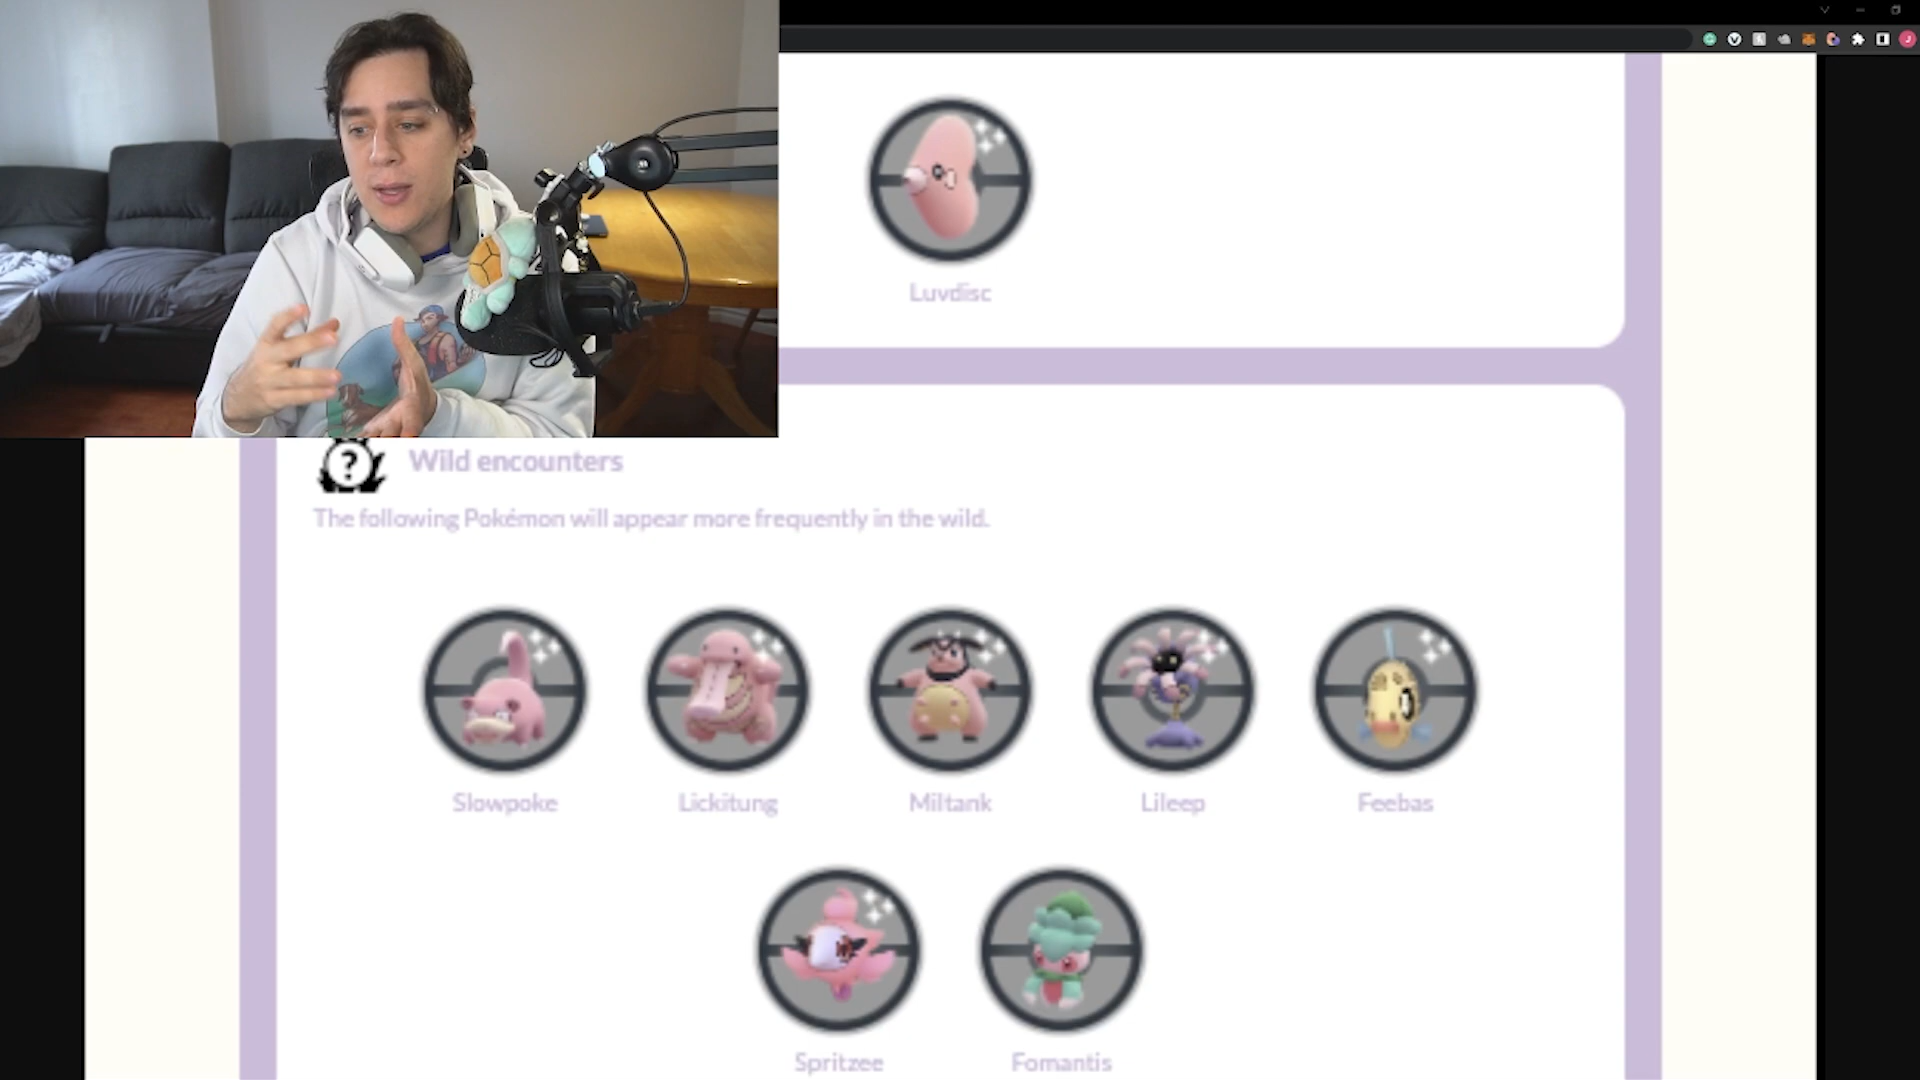 Luvdisc
Wild encounters
The following Pokémon will appear more frequently in the wild.
Slowpoke
Lickitung
Miltank
Lileep
Feebas
Spritzee
Fomantis